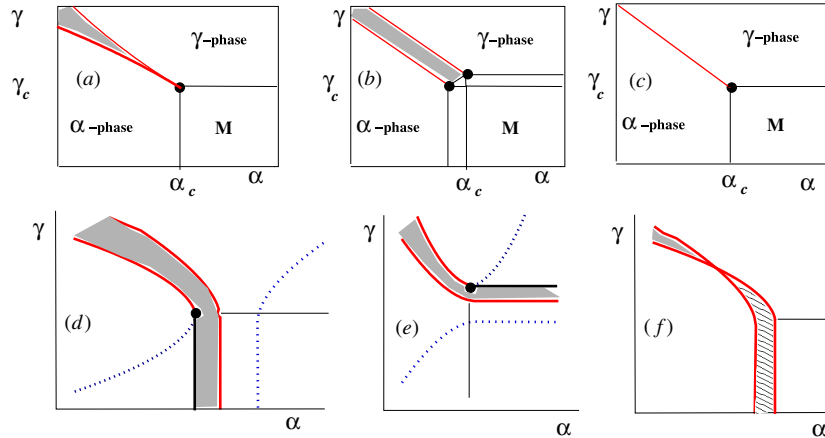 γ
γ-phase
γc
(a)
α-phase
M
αc
α
γ
γ-phase
γc
(b)
α-phase
M
αc
α
γ
γ-phase
γc
(c)
α-phase
M
αc
α
γ
(d)
α
γ
(e)
α
γ
(f)
α